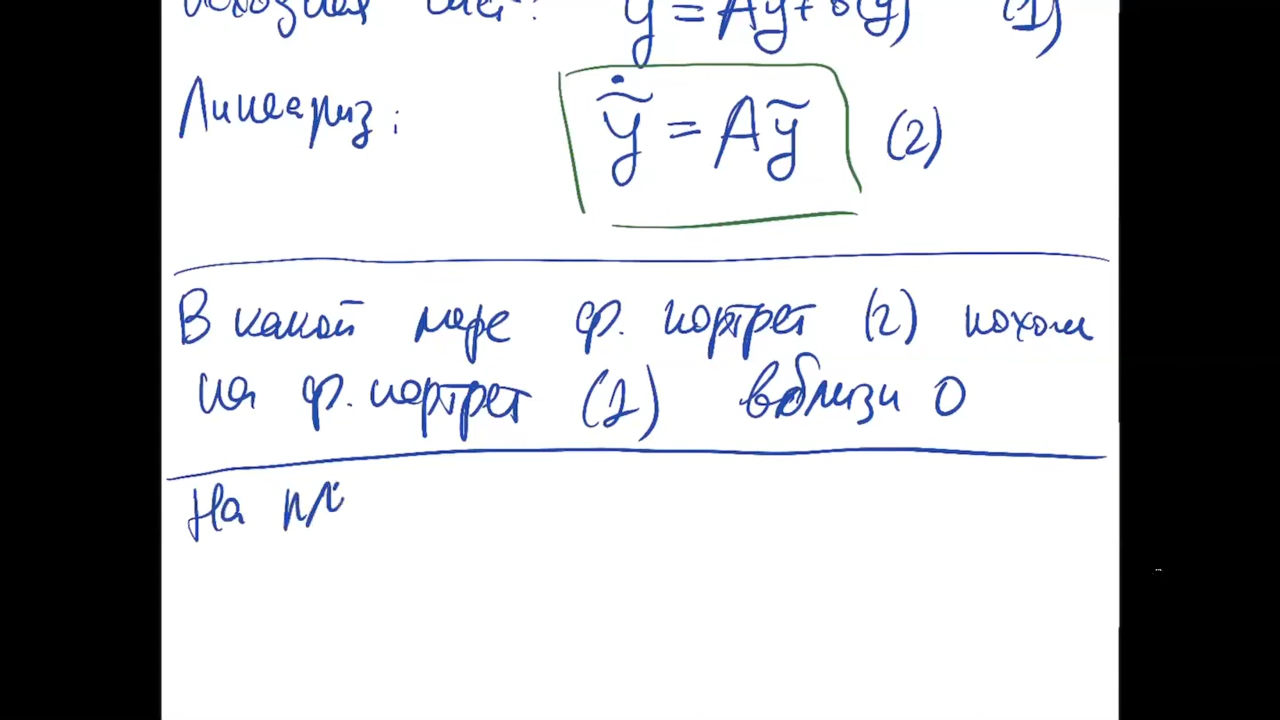 ẏ = Ay + o(y) (1)
Линеариз: ỹ̇ = Aỹ (2)
В какой мере ф. портрет (2) похож
на ф. портрет (1) вблизи 0
На пл